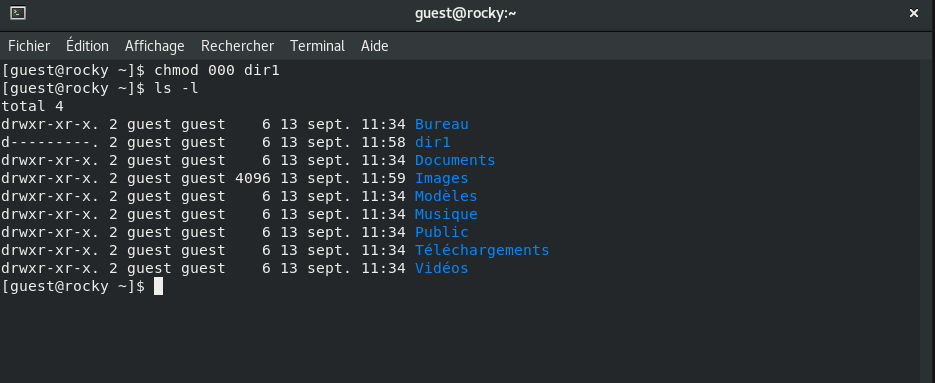 guest@rocky:~
Fichier Édition Affichage Rechercher Terminal Aide
[guest@rocky ~]$ chmod 000 dir1
[guest@rocky ~]$ ls -l
total 4
drwxr-xr-x. 2 guest guest    6 13 sept. 11:34 Bureau
d---------. 2 guest guest    6 13 sept. 11:58 dir1
drwxr-xr-x. 2 guest guest    6 13 sept. 11:34 Documents
drwxr-xr-x. 2 guest guest 4096 13 sept. 11:59 Images
drwxr-xr-x. 2 guest guest    6 13 sept. 11:34 Modèles
drwxr-xr-x. 2 guest guest    6 13 sept. 11:34 Musique
drwxr-xr-x. 2 guest guest    6 13 sept. 11:34 Public
drwxr-xr-x. 2 guest guest    6 13 sept. 11:34 Téléchargements
drwxr-xr-x. 2 guest guest    6 13 sept. 11:34 Vidéos
[guest@rocky ~]$